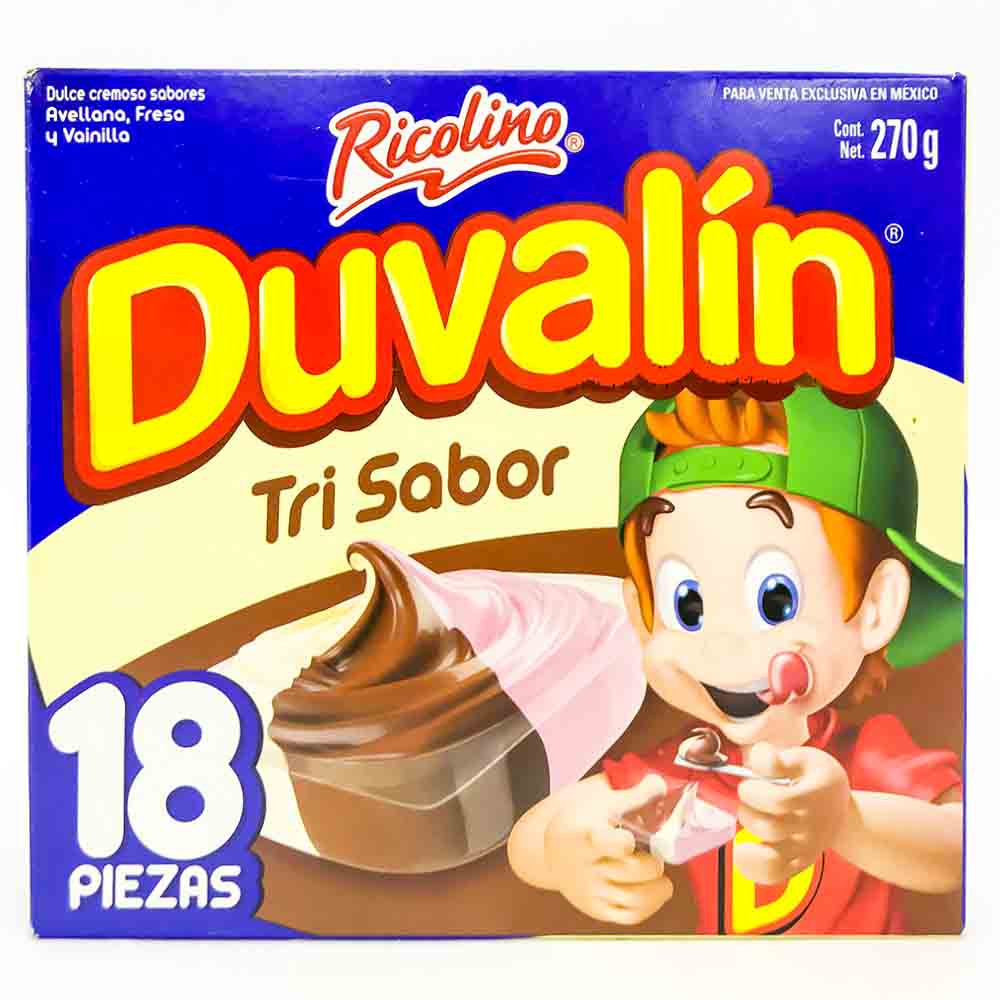 Dulce cremoso sabores
Avellana, Fresa
y Vainilla
Ricolino®
PARA VENTA EXCLUSIVA EN MÉXICO
Cont.
Net. 270 g
Duvalín®
Tri Sabor
18
PIEZAS
D